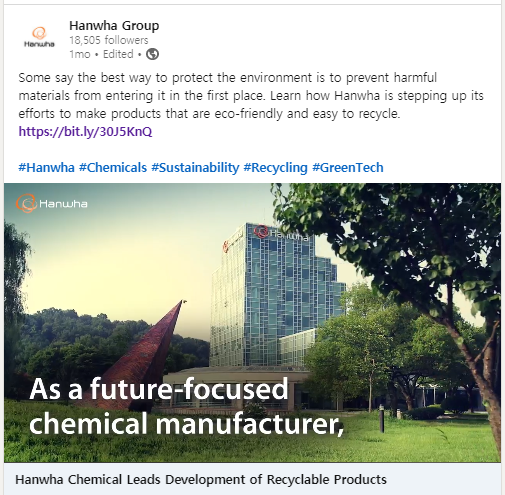 Hanwha Group
18,505 followers
1mo • Edited •
Some say the best way to protect the environment is to prevent harmful
materials from entering it in the first place. Learn how Hanwha is stepping up its
efforts to make products that are eco-friendly and easy to recycle.
https://bit.ly/30J5KnQ
#Hanwha #Chemicals #Sustainability #Recycling #GreenTech
Hanwha
Hanwha
Hanwha
As a future-focused
chemical manufacturer,
Hanwha Chemical Leads Development of Recyclable Products